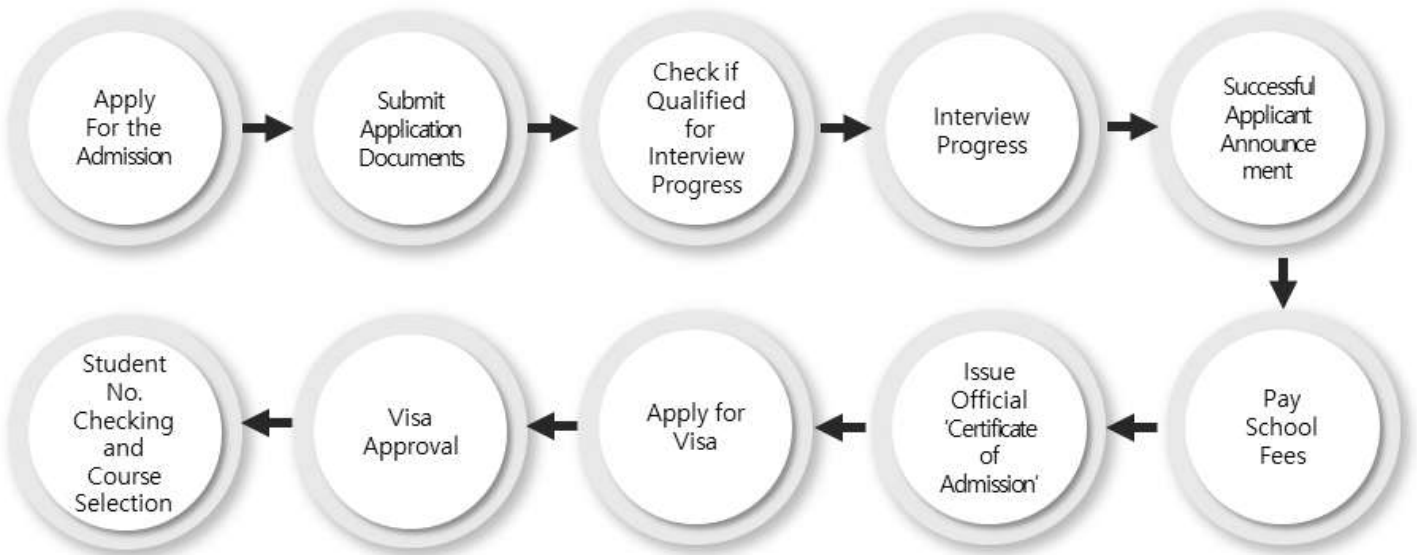 Apply
For the
Admission
Submit
Application
Documents
Check if
Qualified
for
Interview
Progress
Interview
Progress
Successful
Applicant
Announce
ment
Pay
School
Fees
Issue
Official
'Certificate
of
Admission'
Apply for
Visa
Visa
Approval
Student
No.
Checking
and
Course
Selection